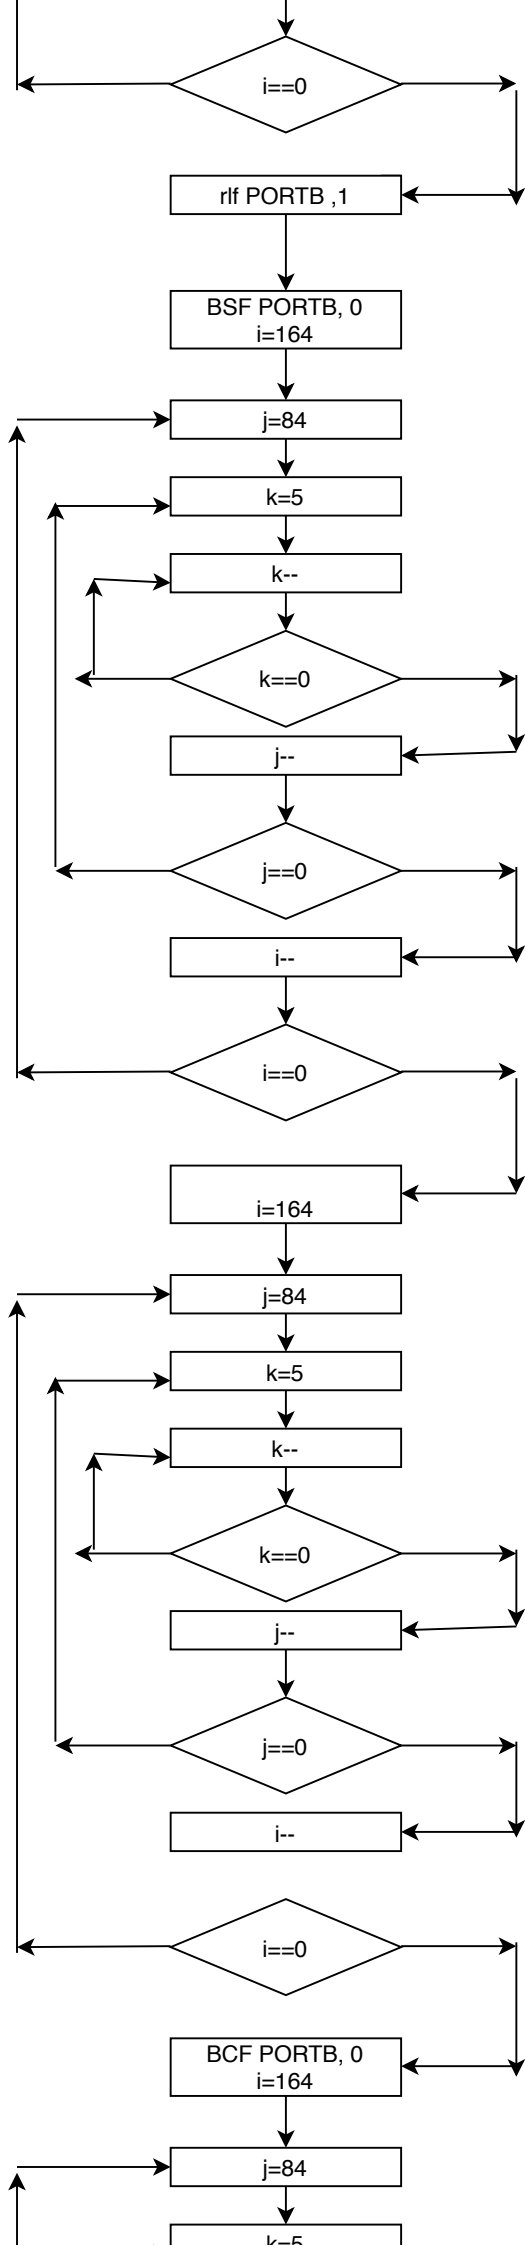 i==0
rlf PORTB ,1
BSF PORTB, 0
i=164
j=84
k=5
k--
k==0
j--
j==0
i--
i==0
i=164
j=84
k=5
k--
k==0
j--
j==0
i--
i==0
BCF PORTB, 0
i=164
j=84
k=5